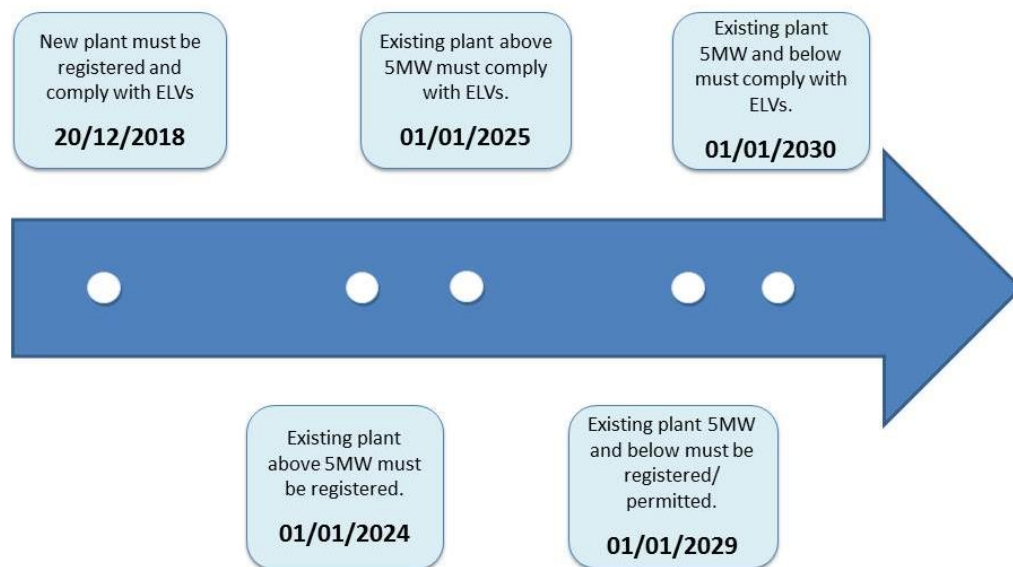 New plant must be
registered and
comply with ELVs
20/12/2018
Existing plant above
5MW must comply
with ELVs.
01/01/2025
Existing plant
5MW and below
must comply with
ELVs.
01/01/2030
Existing plant
above 5MW must
be registered.
01/01/2024
Existing plant 5MW
and below must be
registered/
permitted.
01/01/2029